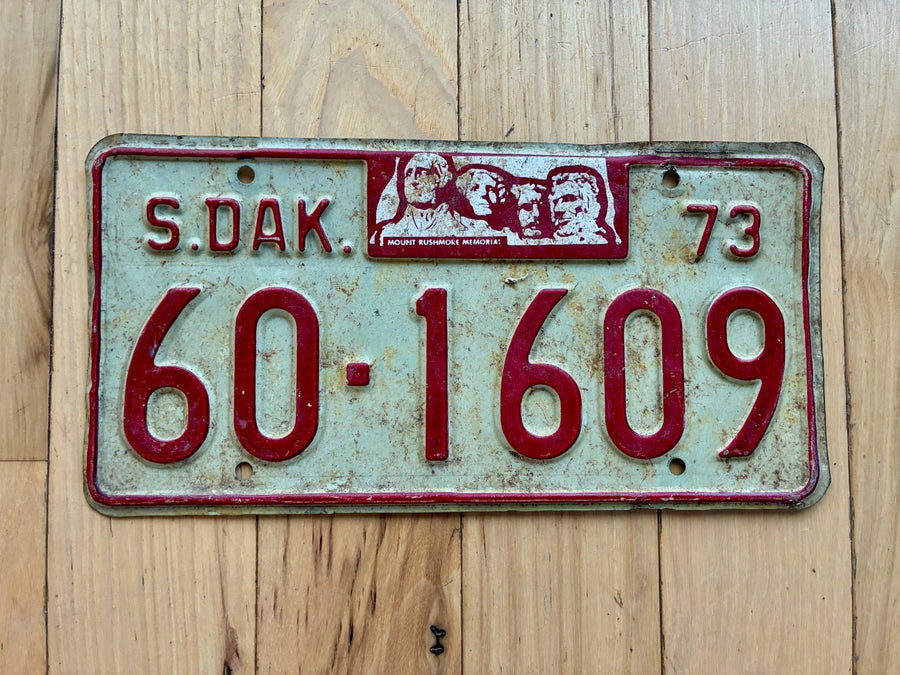 S.DAK. 73
MOUNT RUSHMORE MEMORIAL
60·1609